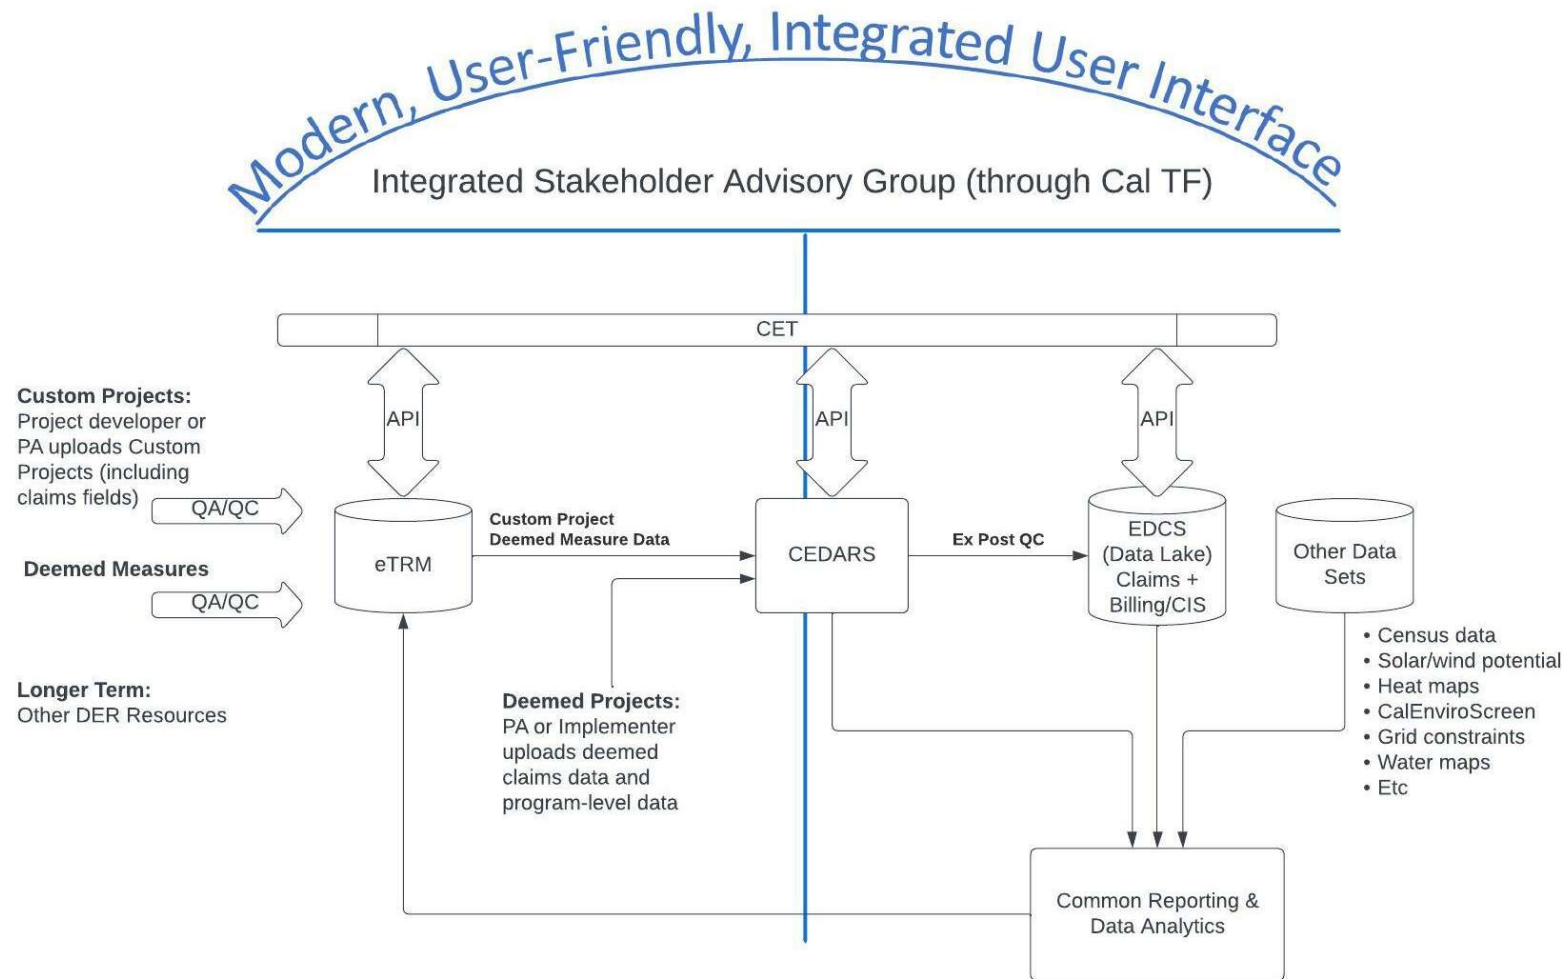 Modern, User-Friendly, Integrated User Interface
Integrated Stakeholder Advisory Group (through Cal TF)
CET
API
API
API
Custom Projects:
Project developer or
PA uploads Custom
Projects (including
claims fields)
QA/QC
Deemed Measures
QA/QC
Longer Term:
Other DER Resources
eTRM
Custom Project
Deemed Measure Data
Deemed Projects:
PA or Implementer
uploads deemed
claims data and
program-level data
CEDARS
Ex Post QC
EDCS
(Data Lake)
Claims +
Billing/CIS
Other Data
Sets
• Census data
• Solar/wind potential
• Heat maps
• CalEnviroScreen
• Grid constraints
• Water maps
• Etc
Common Reporting &
Data Analytics